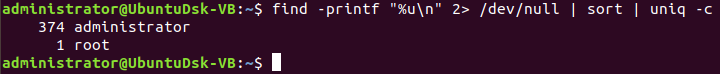 administrator@UbuntuDsk-VB:~$ find -printf "%u\n" 2> /dev/null | sort | uniq -c
    374 administrator
      1 root
administrator@UbuntuDsk-VB:~$